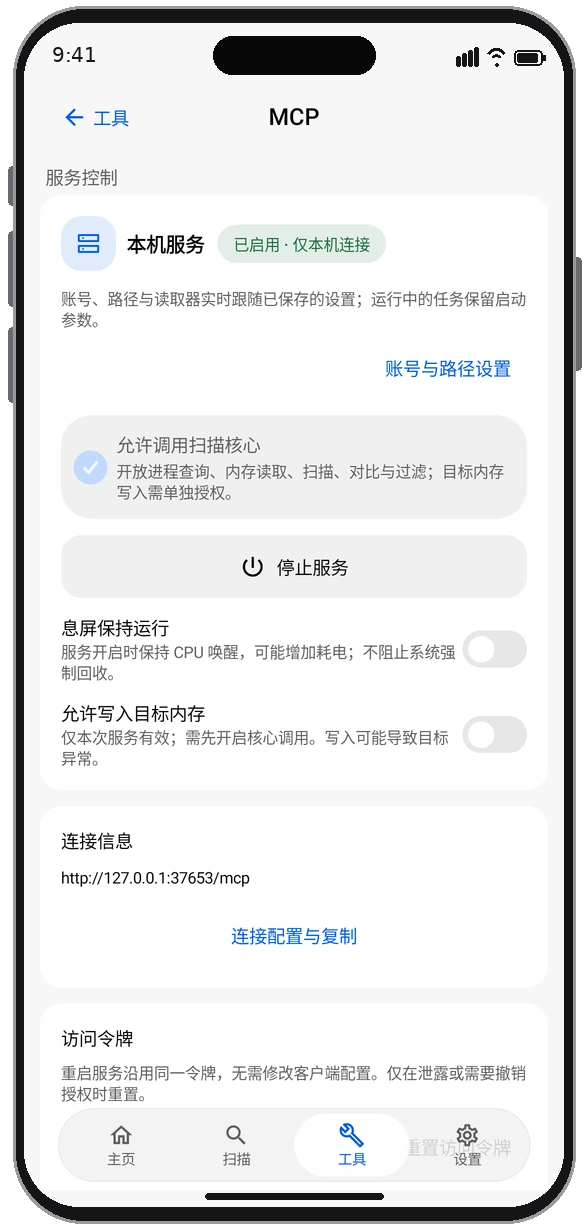 9:41
工具
MCP
服务控制
本机服务
已启用 · 仅本机连接
账号、路径与读取器实时跟随已保存的设置；运行中的任务保留启动
参数。
账号与路径设置
允许调用扫描核心
开放进程查询、内存读取、扫描、对比与过滤；目标内存
写入需单独授权。
停止服务
息屏保持运行
服务开启时保持 CPU 唤醒，可能增加耗电；不阻止系统强
制回收。
允许写入目标内存
仅本次服务有效；需先开启核心调用。写入可能导致目标
异常。
连接信息
http://127.0.0.1:37653/mcp
连接配置与复制
访问令牌
重启服务沿用同一令牌，无需修改客户端配置。仅在泄露或需要撤销
授权时重置。
重置访问令牌
主页
扫描
工具
设置